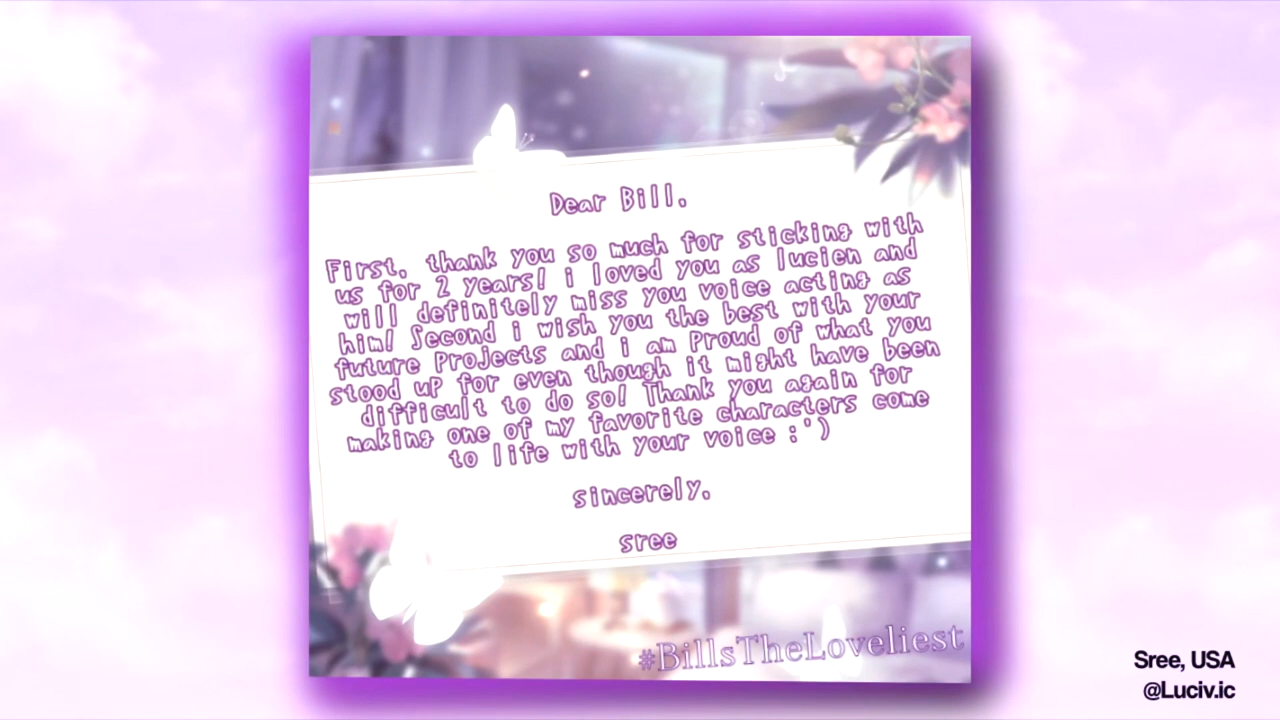 Dear Bill,
First, thank you so much for sticking with
us for 2 years! i loved you as lucien and
will definitely miss you voice acting as
him! Second i wish you the best with your
future projects and i am proud of what you
stood up for even though it might have been
difficult to do so! Thank you again for
making one of my favorite characters come
to life with your voice :')
sincerely,
sree
#BillsTheLoveliest
Sree, USA
@Luciv.ic